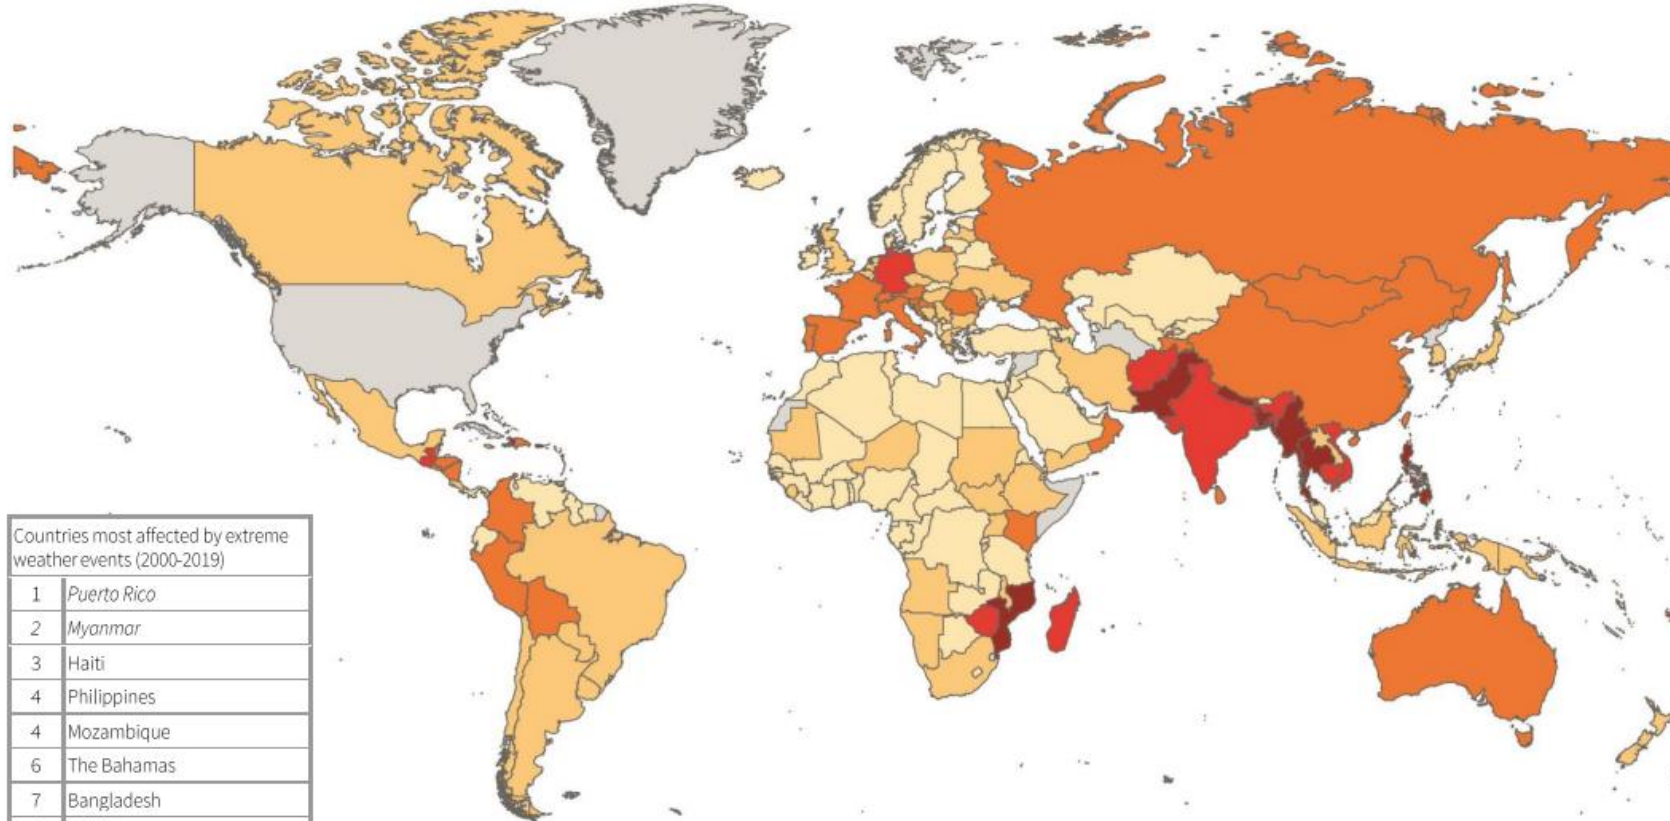 Countries most affected by extreme
weather events (2000-2019)
1 Puerto Rico
2 Myanmar
3 Haiti
4 Philippines
4 Mozambique
6 The Bahamas
7 Bangladesh